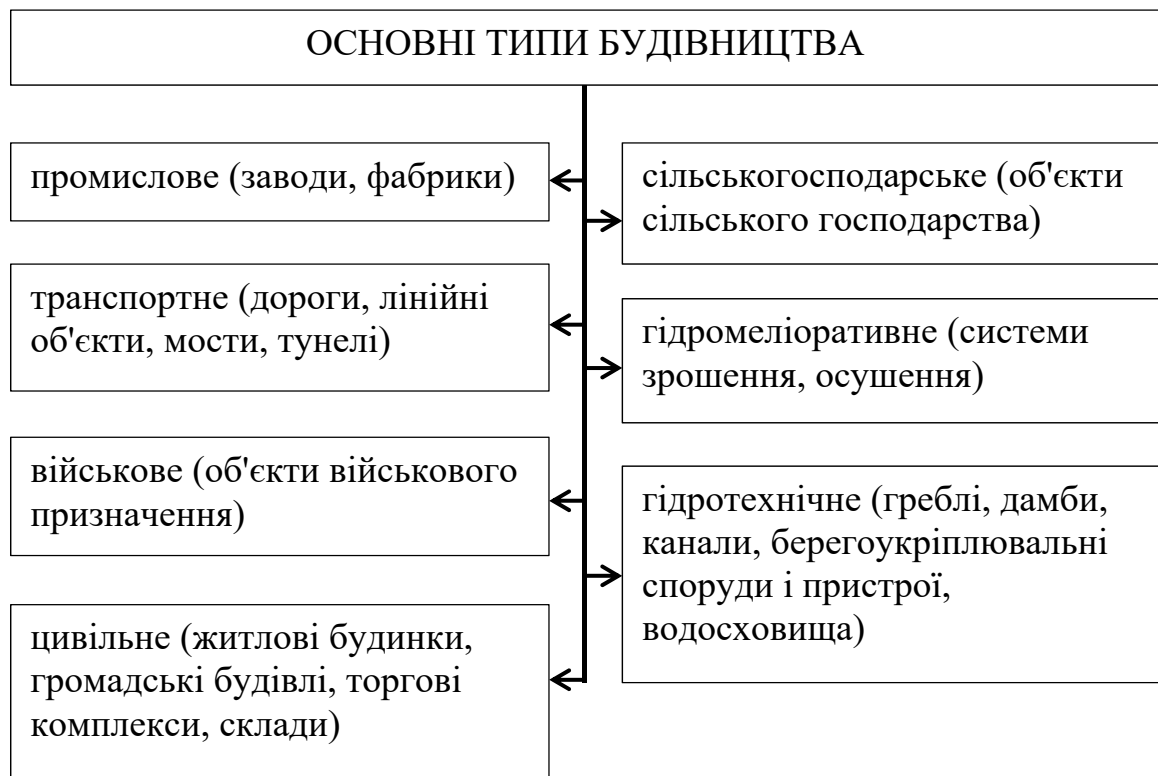 ОСНОВНІ ТИПИ БУДІВНИЦТВА
промислове (заводи, фабрики)
транспортне (дороги, лінійні
об'єкти, мости, тунелі)
військове (об'єкти військового
призначення)
цивільне (житлові будинки,
громадські будівлі, торгові
комплекси, склади)
сільськогосподарське (об'єкти
сільського господарства)
гідромеліоративне (системи
зрошення, осушення)
гідротехнічне (греблі, дамби,
канали, берегоукріплювальні
споруди і пристрої,
водосховища)